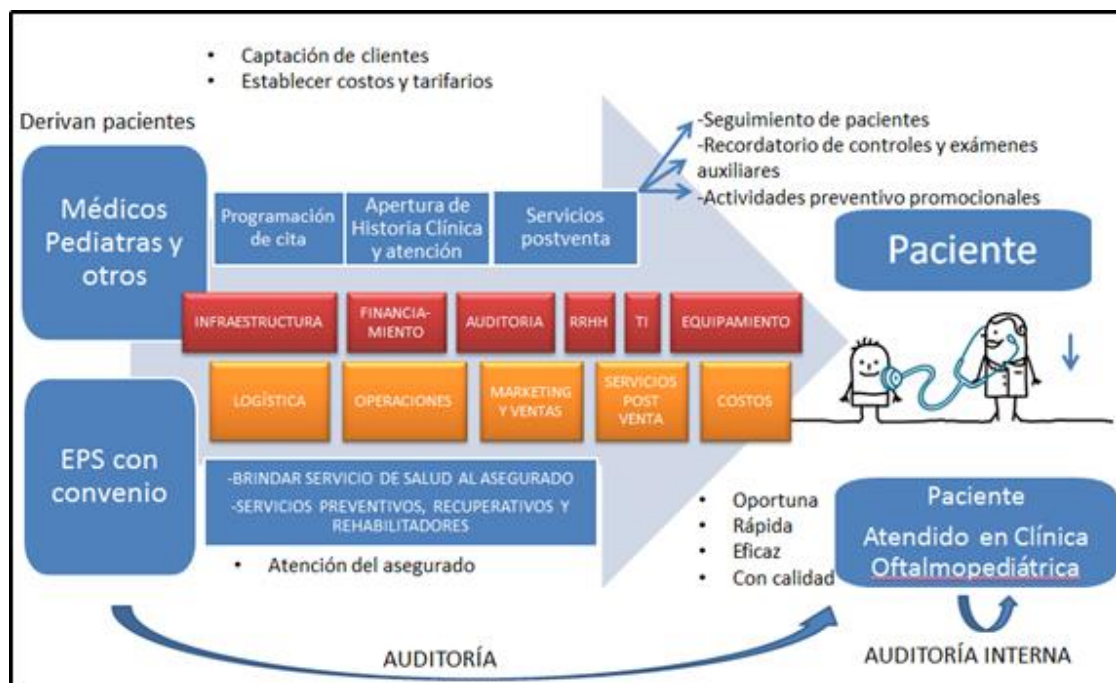 • Captación de clientes
• Establecer costos y tarifarios
Derivan pacientes
Médicos
Pediatras y
otros
Programación
de cita
Apertura de
Historia Clínica
y atención
Servicios
postventa
-Seguimiento de pacientes
-Recordatorio de controles y exámenes
auxiliares
-Actividades preventivo promocionales
Paciente
INFRAESTRUCTURA
FINANCIA-
MIENTO
AUDITORIA
RRHH
TI
EQUIPAMIENTO
LOGÍSTICA
OPERACIONES
MARKETING
Y VENTAS
SERVICIOS
POST
VENTA
COSTOS
EPS con
convenio
-BRINDAR SERVICIO DE SALUD AL ASEGURADO
-SERVICIOS PREVENTIVOS, RECUPERATIVOS Y
REHABILITADORES
• Atención del asegurado
• Oportuna
• Rápida
• Eficaz
• Con calidad
Paciente
Atendido en Clínica
Oftalmopediátrica
AUDITORÍA
AUDITORÍA INTERNA